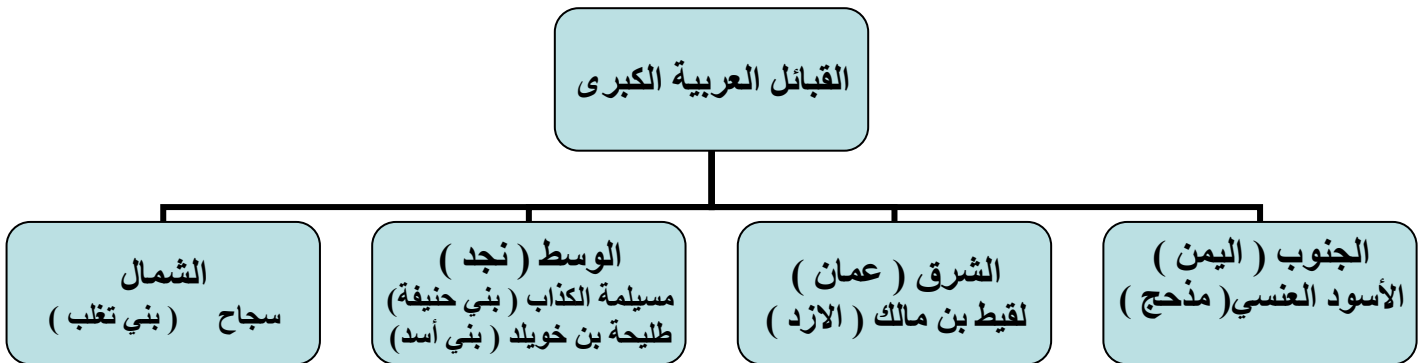 القبائل العربية الكبرى
الجنوب ( اليمن )
الأسود العنسي( مذحج )
الشرق ( عمان )
لقيط بن مالك ( الازد )
الوسط ( نجد )
مسيلمة الكذاب ( بني حنيفة)
طليحة بن خويلد ( بني أسد)
الشمال
سجاح ( بني تغلب )